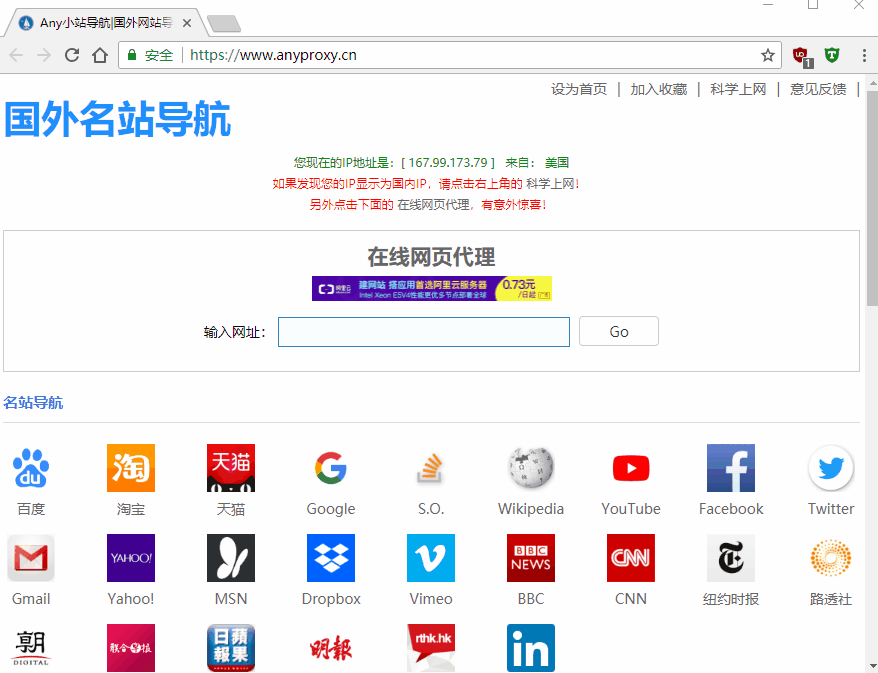 Any小站导航|国外网站导
安全 | https://www.anyproxy.cn
1
设为首页 | 加入收藏 | 科学上网 | 意见反馈 |
国外名站导航
您现在的IP地址是：[ 167.99.173.79 ] 来自： 美国
如果发现您的IP显示为国内IP，请点击右上角的 科学上网！
另外点击下面的 在线网页代理，有意外惊喜！
在线网页代理
阿里云 建网站 搭应用首选阿里云服务器 0.73元
Intel Xeon E5V4性能更优多节点部署全球 /日起
输入网址： Go
名站导航
du 淘 天猫 f
百度 淘宝 天猫 Google S.O. Wikipedia YouTube Facebook Twitter
YAHOO! BBC NEWS CNN
Gmail Yahoo! MSN Dropbox Vimeo BBC CNN 纽约时报 路透社
朝 DIGITAL 联合早报 蘋果日報 明報 rthk.hk in